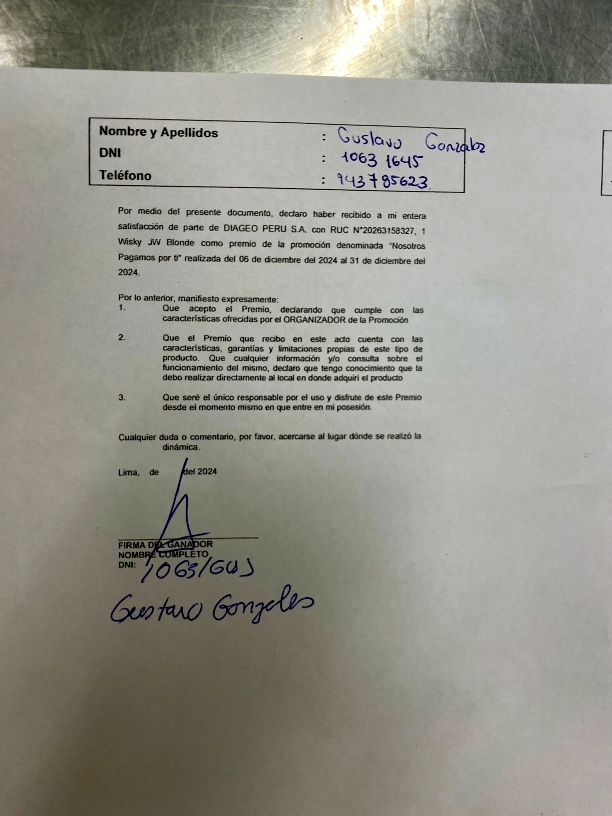 Nombre y Apellidos : Gustavo Gonzalez
DNI : 1063 1645
Teléfono : 943785623
Por medio del presente documento, declaro haber recibido a mi entera
satisfacción de parte de DIAGEO PERU S.A. con RUC N°20263158327, 1
Wisky JW Blonde como premio de la promoción denominada "Nosotros
Pagamos por ti" realizada del 06 de diciembre del 2024 al 31 de diciembre del
2024.
Por lo anterior, manifiesto expresamente:
1. Que acepto el Premio, declarando que cumple con las
características ofrecidas por el ORGANIZADOR de la Promoción
2. Que el Premio que recibo en este acto cuenta con las
características, garantías y limitaciones propias de este tipo de
producto. Que cualquier información y/o consulta sobre el
funcionamiento del mismo, declaro que tengo conocimiento que la
debo realizar directamente al local en donde adquirí el producto
3. Que seré el único responsable por el uso y disfrute de este Premio
desde el momento mismo en que entre en mi posesión.
Cualquier duda o comentario, por favor, acercarse al lugar dónde se realizó la
dinámica.
Lima, de del 2024
FIRMA DEL GANADOR
NOMBRE COMPLETO
DNI: 10631645
Gustavo Gonzales